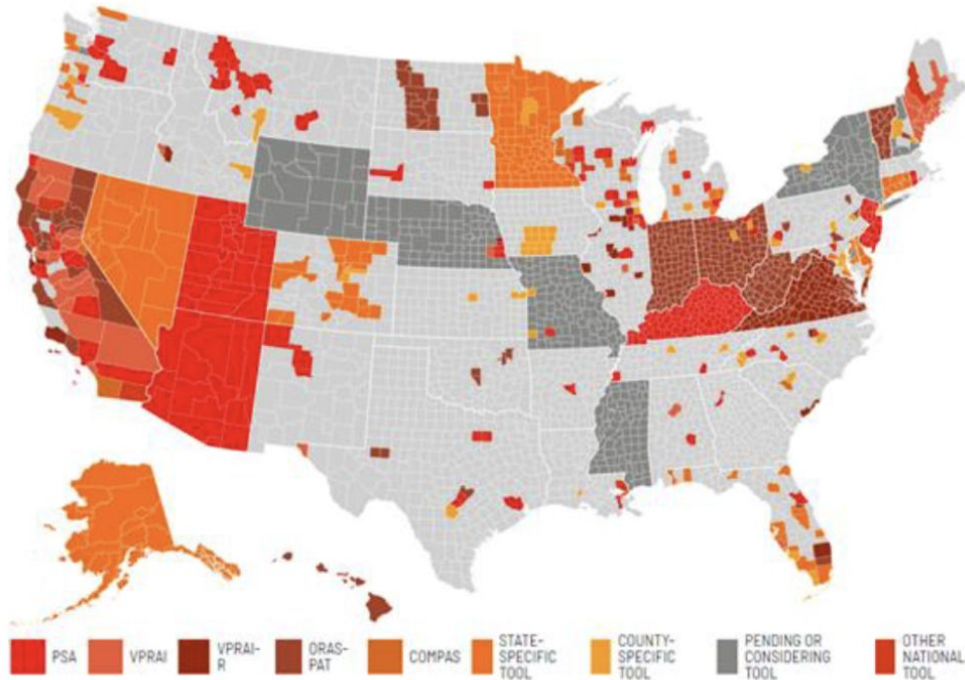 PSA
VPRAI
VPRAI-
R
ORAS-
PAT
COMPAS
STATE-
SPECIFIC
TOOL
COUNTY-
SPECIFIC
TOOL
PENDING OR
CONSIDERING
TOOL
OTHER
NATIONAL
TOOL